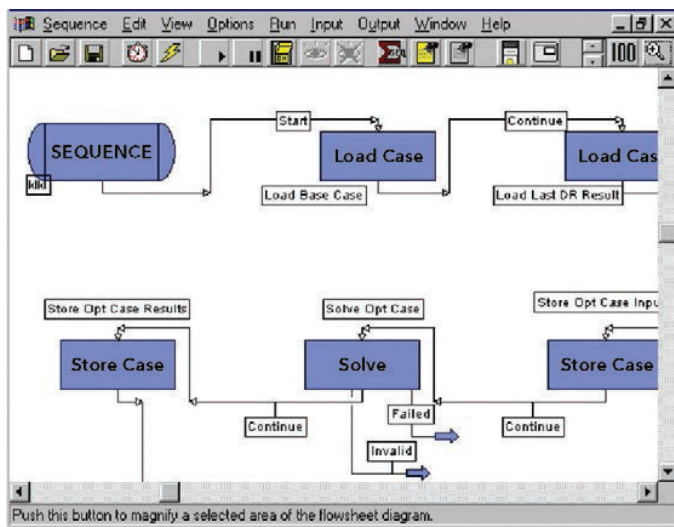 Sequence Edit View Options Run Input Output Window Help
SQL 100
Start Continue
SEQUENCE Load Case Load Cas
Load Base Case Load Last DR Result
Store Opt Case Results Solve Opt Case Store Opt Case Inpu
Store Case Solve Store Case
Failed
Continue Continue
Invalid
Push this button to magnify a selected area of the flowsheet diagram.